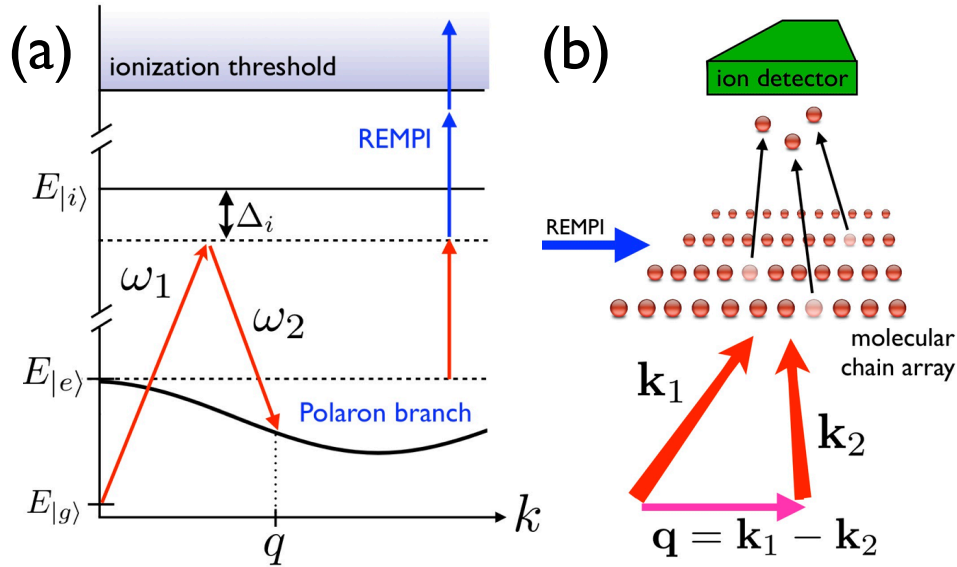 (a)
ionization threshold
REMPI
E|i⟩
Δi
ω1
ω2
E|e⟩
Polaron branch
E|g⟩
q
k
(b)
ion detector
REMPI
molecular
chain array
k1
k2
q = k1 − k2